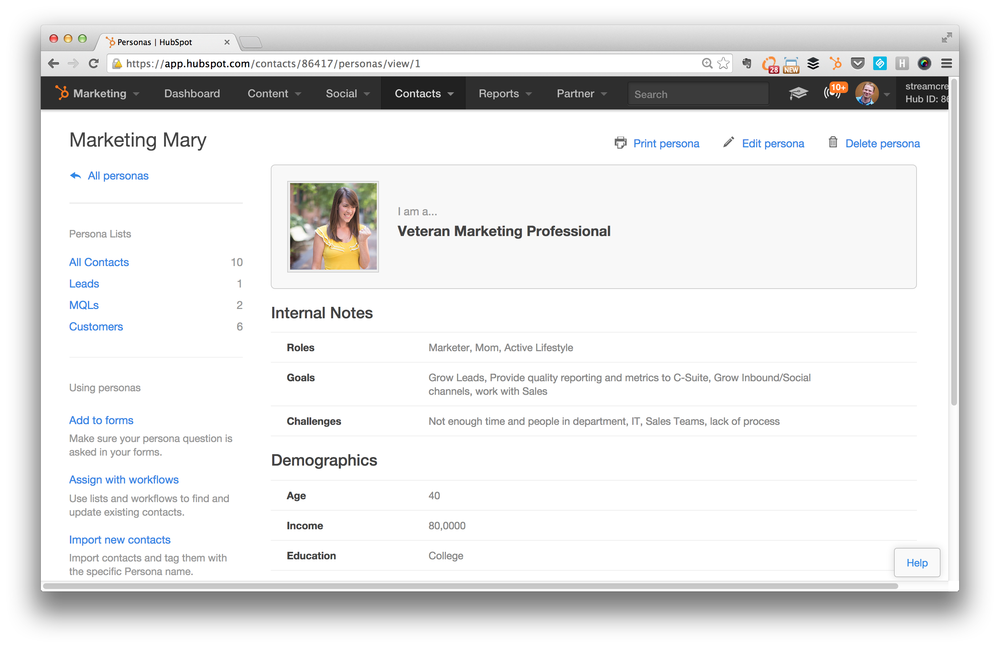 Personas | HubSpot
https://app.hubspot.com/contacts/86417/personas/view/1
28
NEW
H
Marketing
Dashboard
Content
Social
Contacts
Reports
Partner
Search
10+
streamcre
Hub ID: 86
Marketing Mary
Print persona
Edit persona
Delete persona
All personas
I am a...
Veteran Marketing Professional
Persona Lists
All Contacts 10
Leads 1
MQLs 2
Customers 6
Using personas
Add to forms
Make sure your persona question is
asked in your forms.
Assign with workflows
Use lists and workflows to find and
update existing contacts.
Import new contacts
Import contacts and tag them with
the specific Persona name.
Internal Notes
Roles Marketer, Mom, Active Lifestyle
Goals Grow Leads, Provide quality reporting and metrics to C-Suite, Grow Inbound/Social
channels, work with Sales
Challenges Not enough time and people in department, IT, Sales Teams, lack of process
Demographics
Age 40
Income 80,0000
Education College
Help